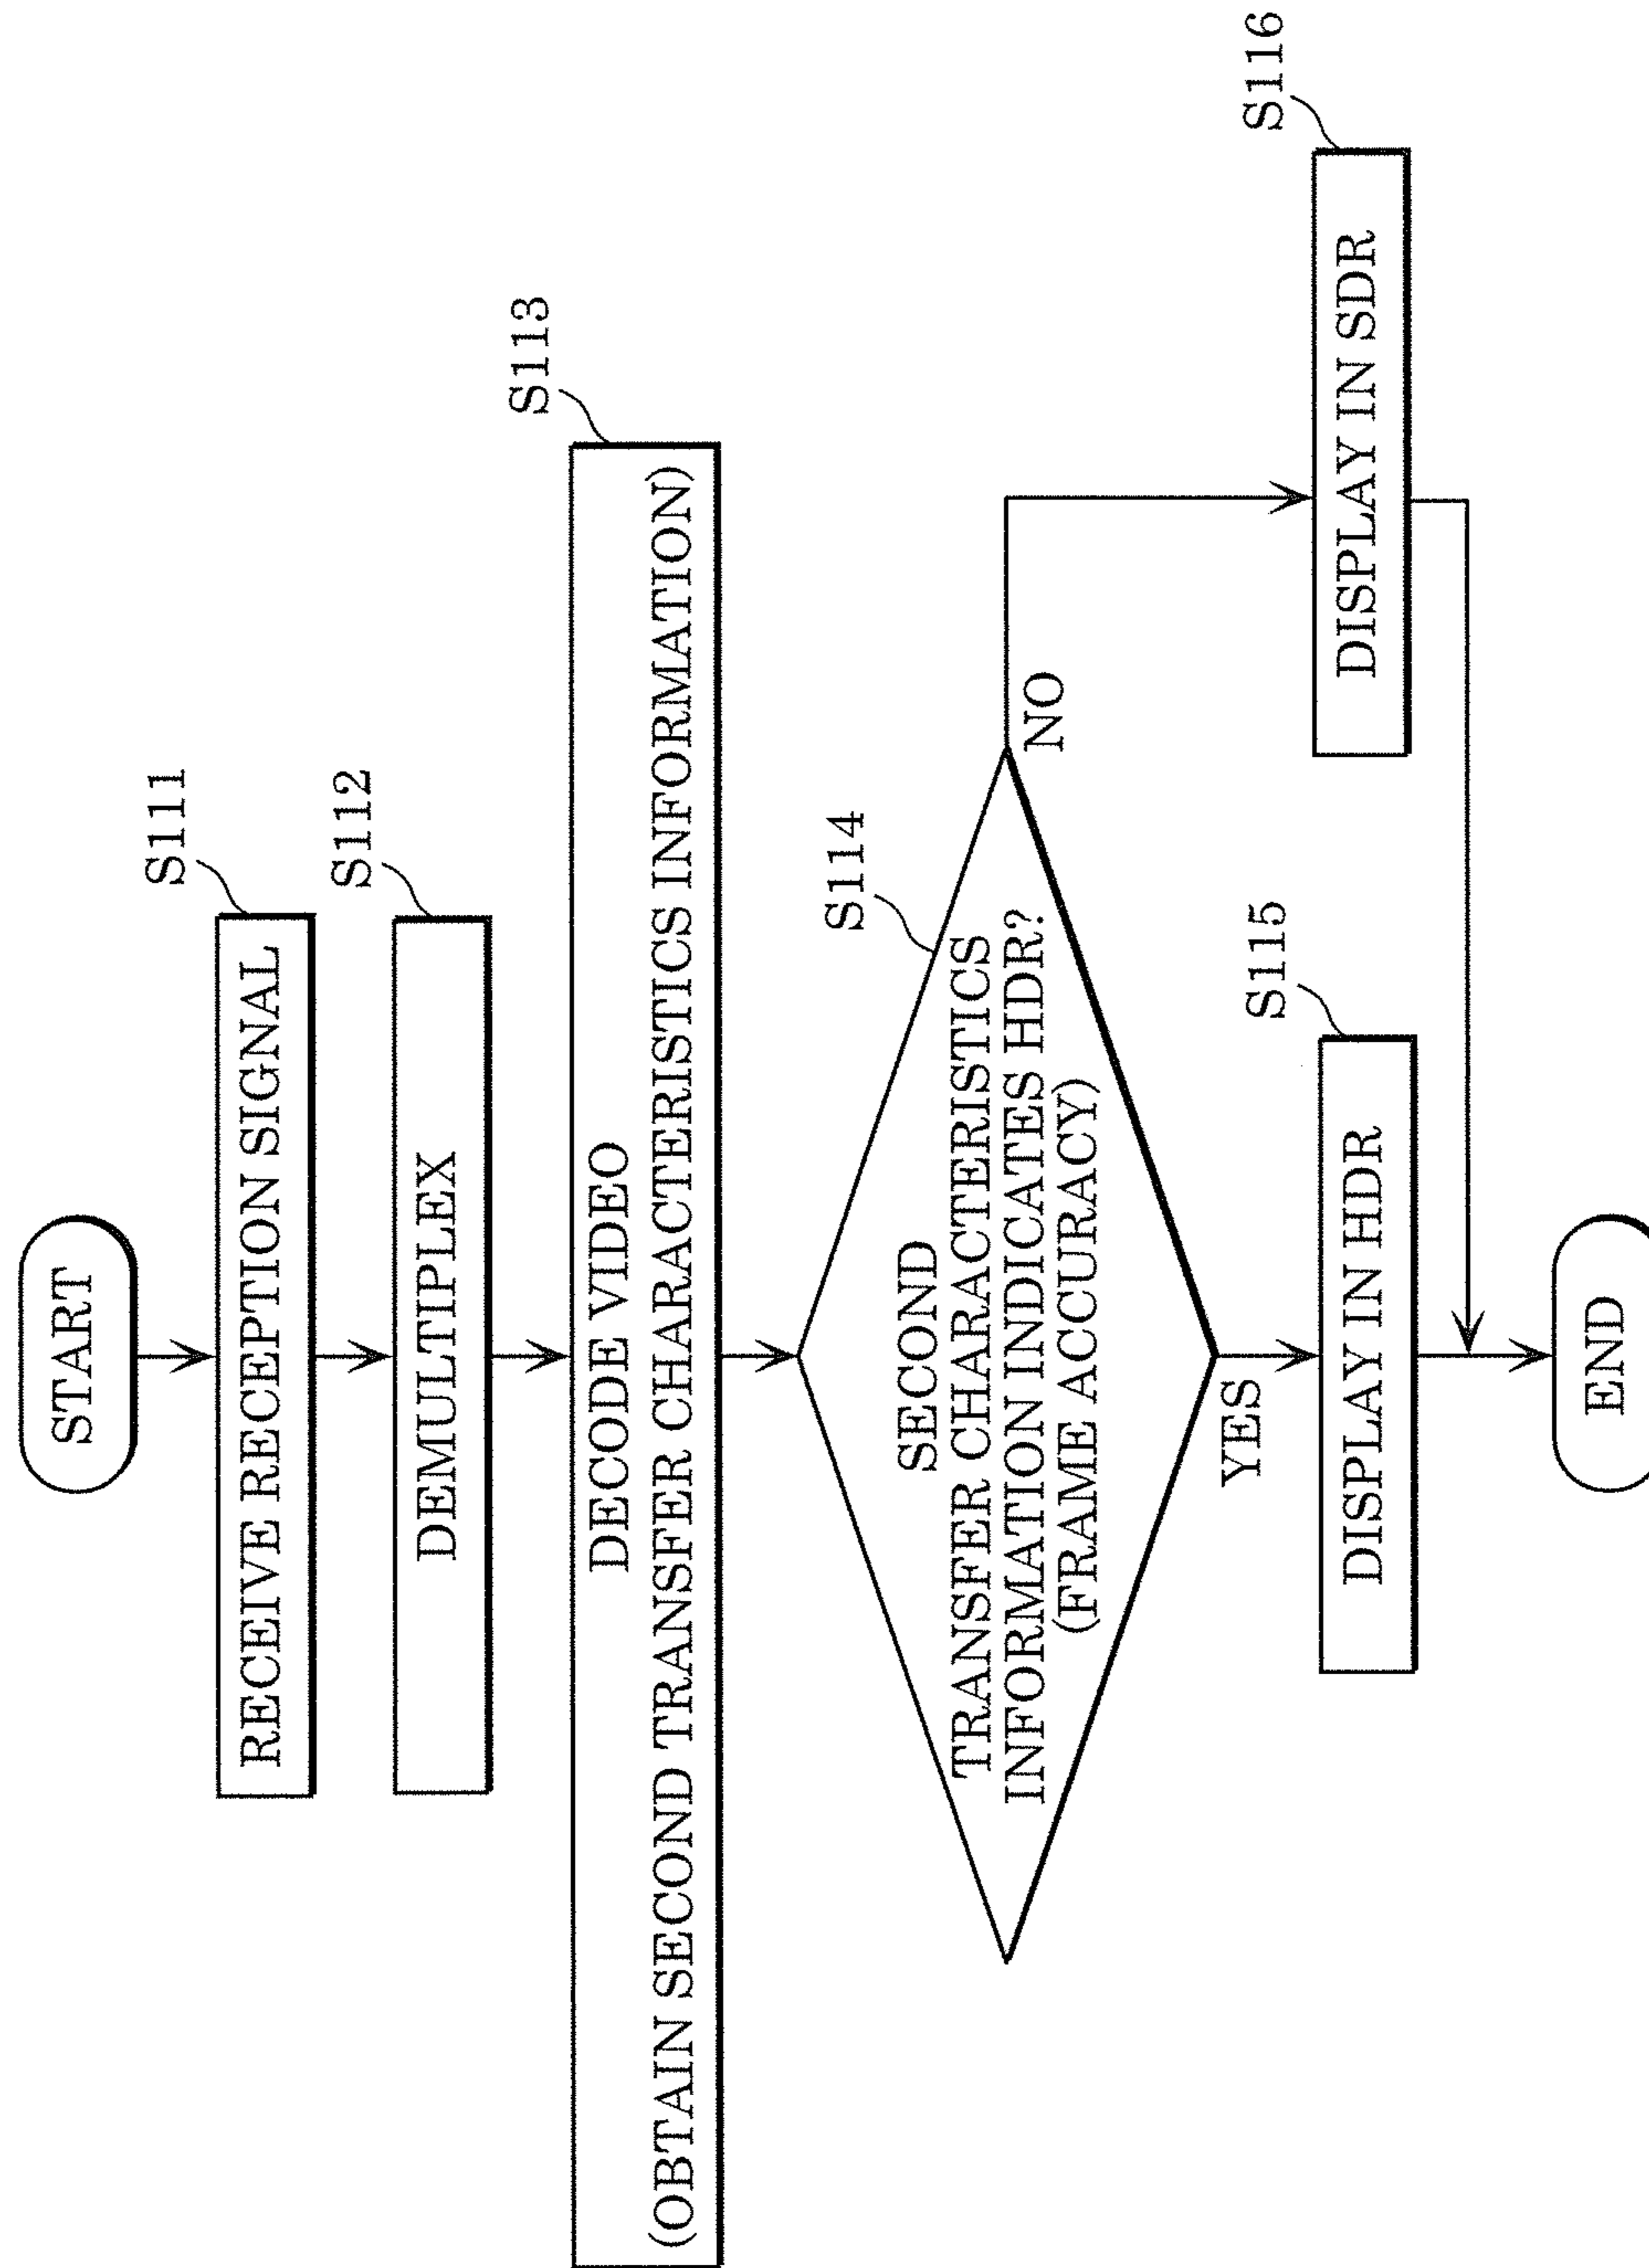 START
S111
RECEIVE RECEPTION SIGNAL
S112
DEMULTIPLEX
S113
DECODE VIDEO
(OBTAIN SECOND TRANSFER CHARACTERISTICS INFORMATION)
S114
SECOND
TRANSFER CHARACTERISTICS
INFORMATION INDICATES HDR?
(FRAME ACCURACY)
NO
YES
S115
DISPLAY IN HDR
S116
DISPLAY IN SDR
END